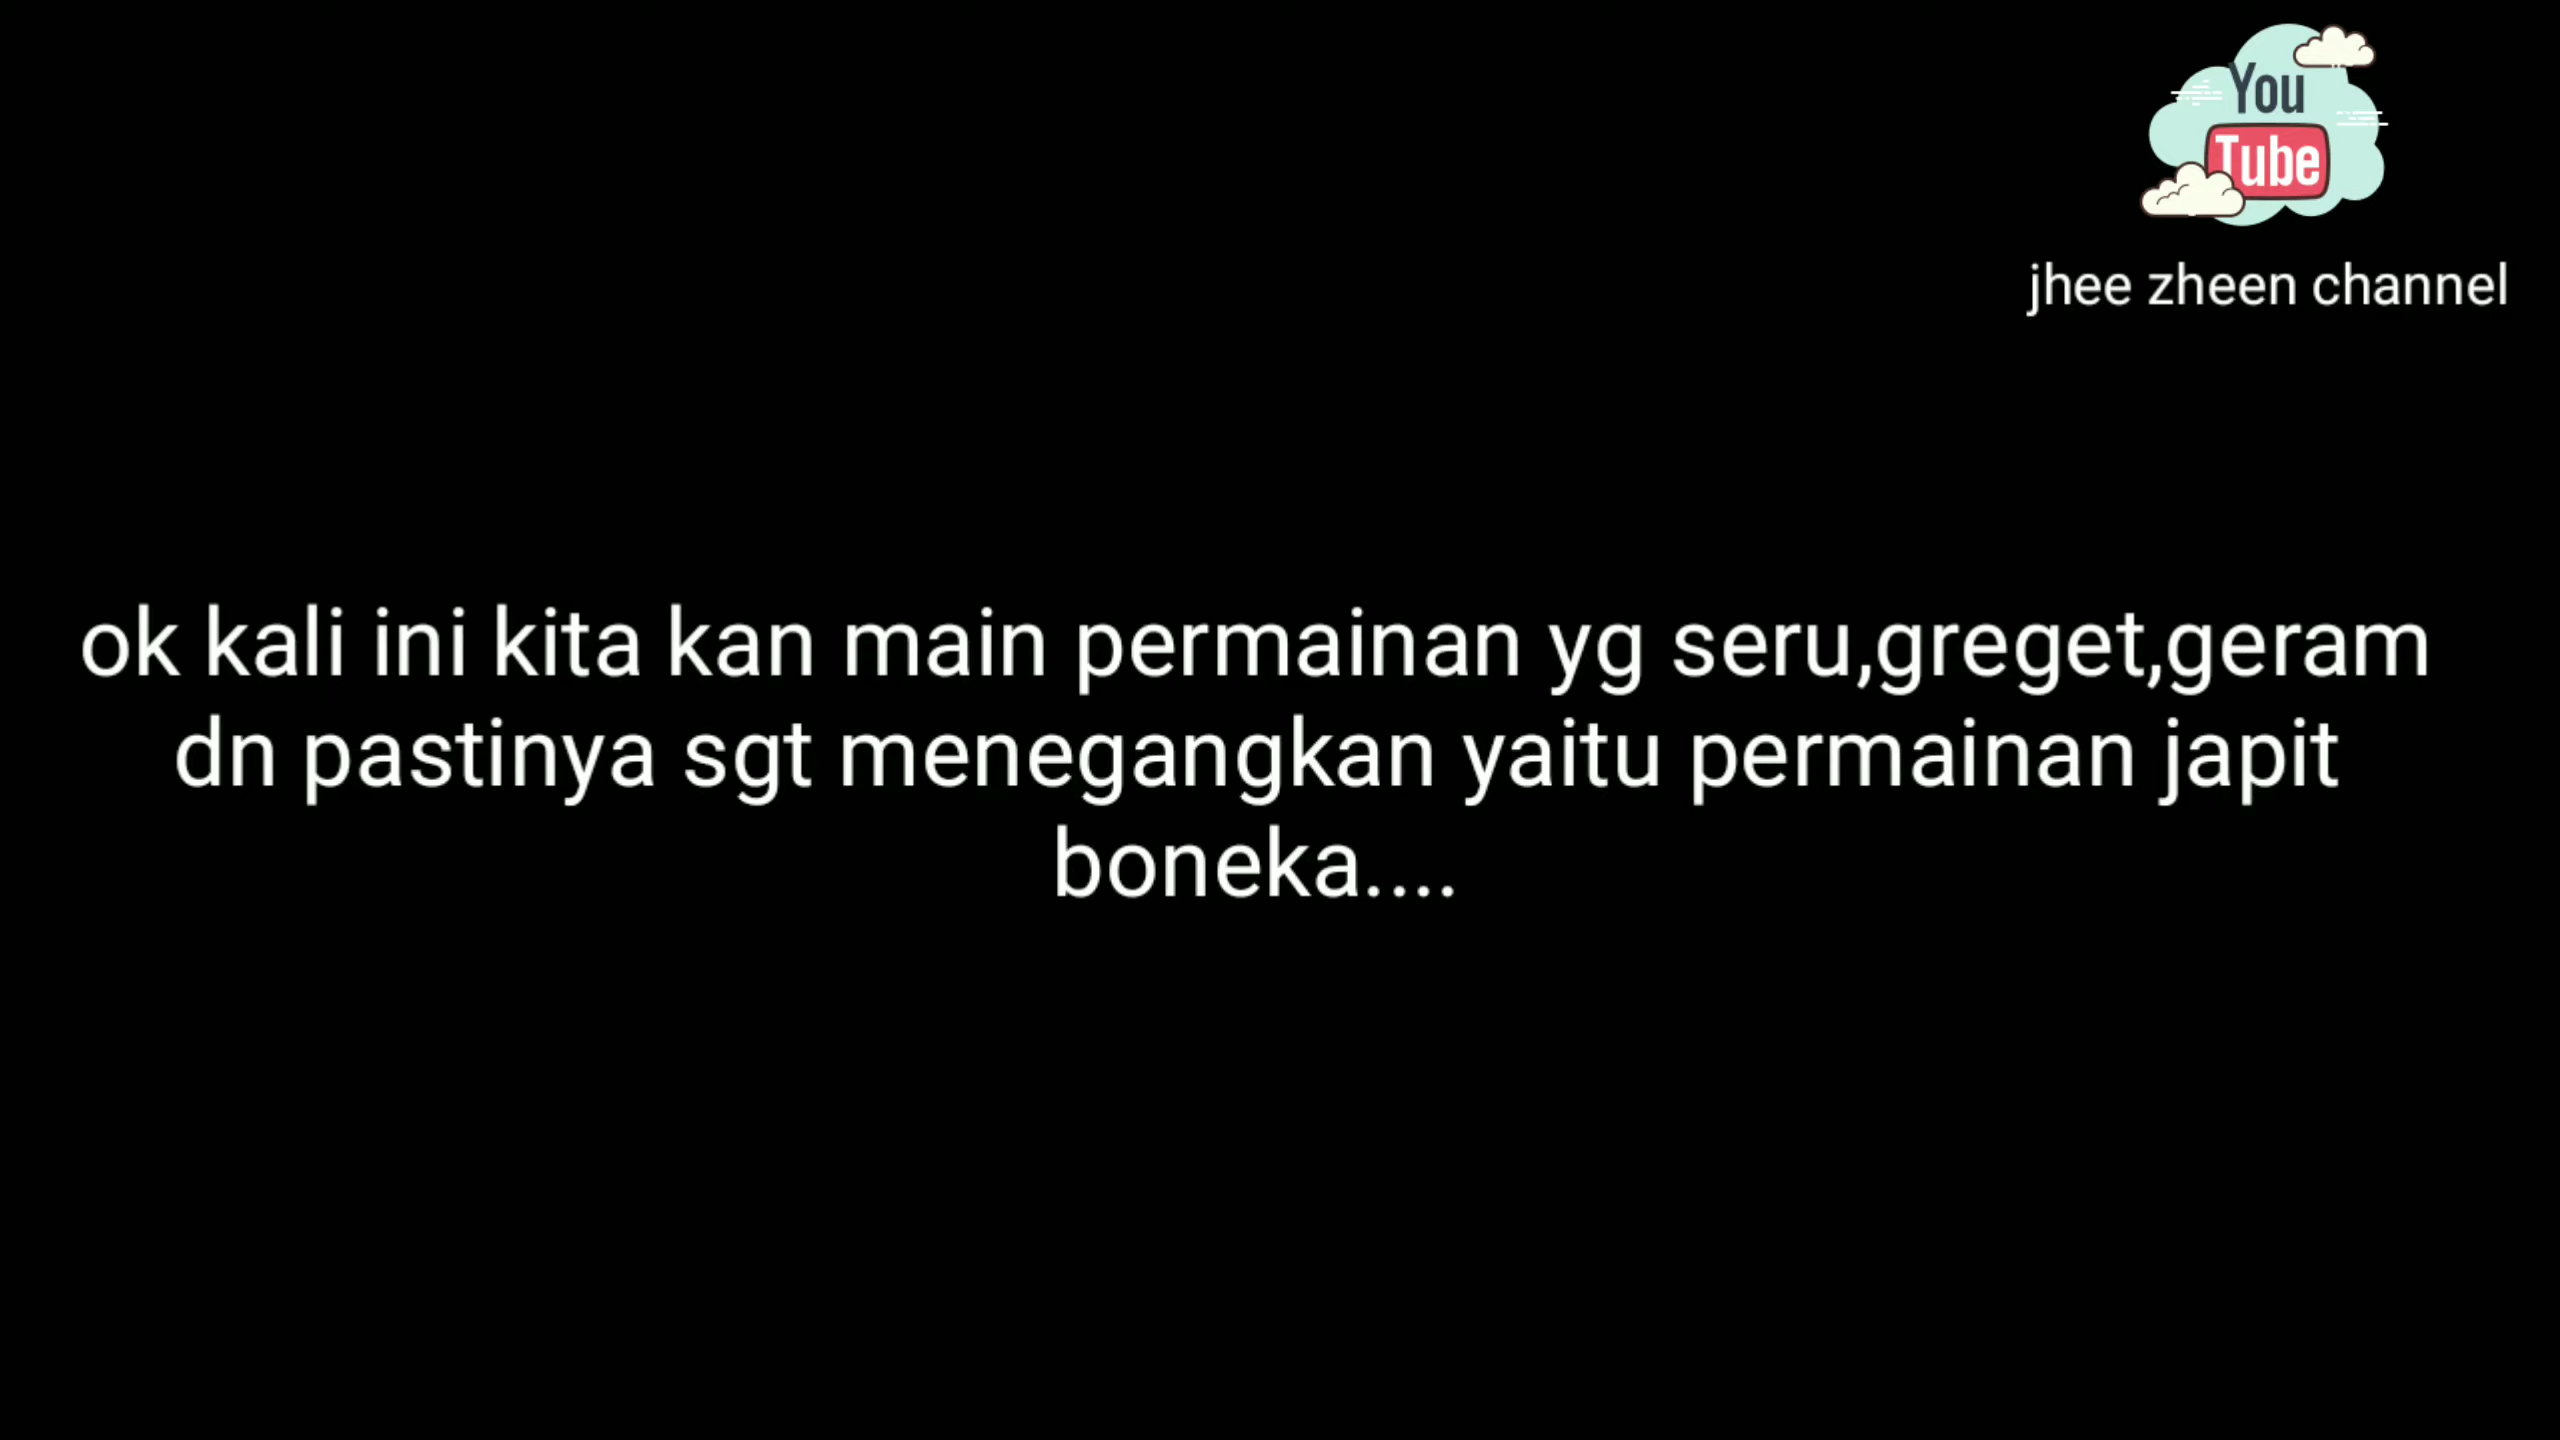 You
Tube
jhee zheen channel
ok kali ini kita kan main permainan yg seru,greget,geram
dn pastinya sgt menegangkan yaitu permainan japit
boneka....